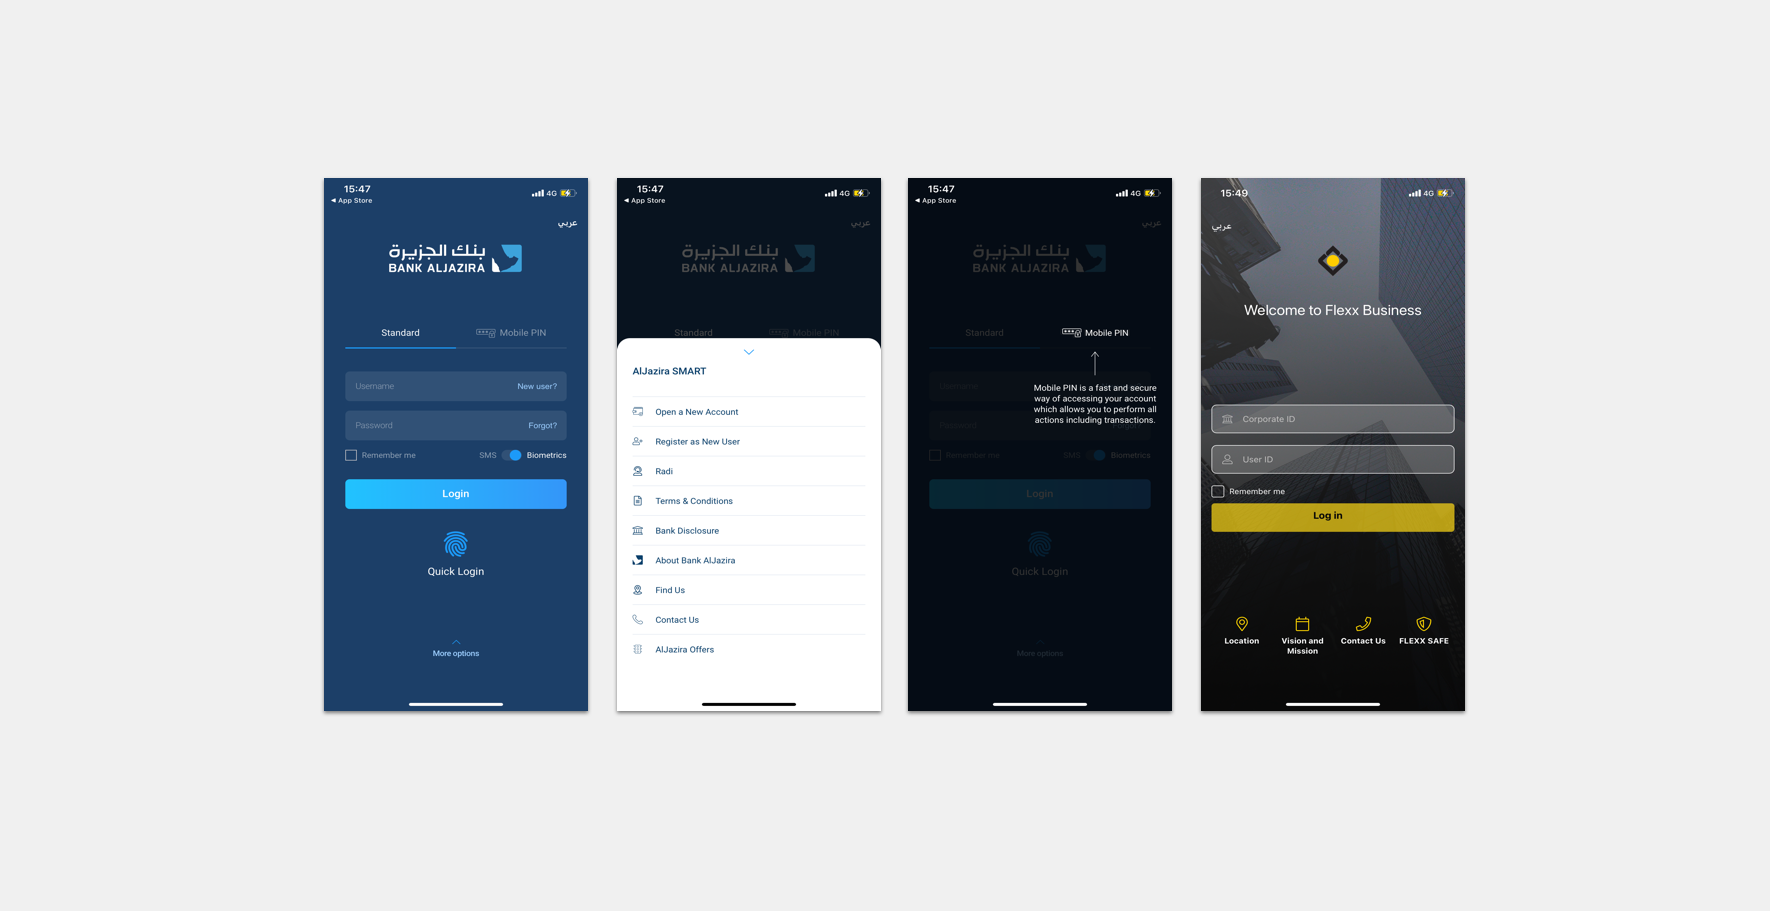 15:47
4G
◄ App Store
عربي
بنك الجزيرة
BANK ALJAZIRA
Standard
Mobile PIN
Username
New user?
Password
Forgot?
Remember me
SMS
Biometrics
Login
Quick Login
More options
15:47
4G
◄ App Store
عربي
بنك الجزيرة
BANK ALJAZIRA
Standard
Mobile PIN
AlJazira SMART
Open a New Account
Register as New User
Radi
Terms & Conditions
Bank Disclosure
About Bank AlJazira
Find Us
Contact Us
AlJazira Offers
15:47
4G
◄ App Store
عربي
بنك الجزيرة
BANK ALJAZIRA
Standard
Mobile PIN
Mobile PIN is a fast and secure
way of accessing your account
which allows you to perform all
actions including transactions.
Username
Password
Remember me
SMS
Biometrics
Login
Quick Login
More options
15:49
4G
عربي
Welcome to Flexx Business
Corporate ID
User ID
Remember me
Log in
Location
Vision and
Mission
Contact Us
FLEXX SAFE